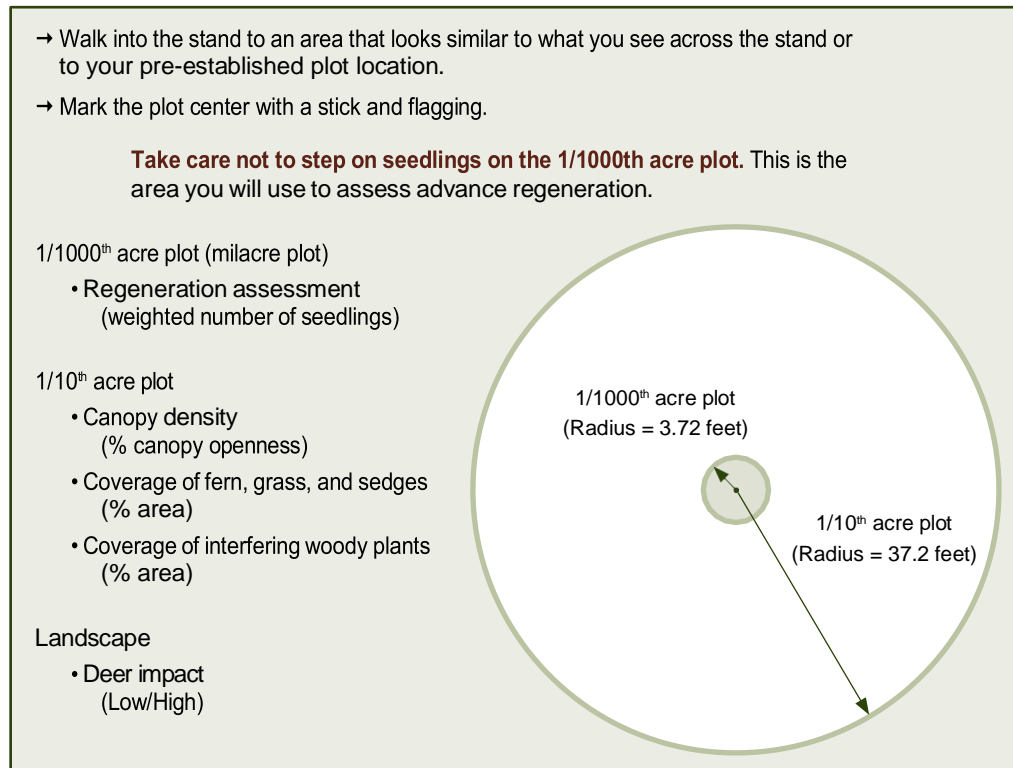 → Walk into the stand to an area that looks similar to what you see across the stand or
to your pre-established plot location.
→ Mark the plot center with a stick and flagging.
Take care not to step on seedlings on the 1/1000th acre plot. This is the
area you will use to assess advance regeneration.
1/1000th acre plot (milacre plot)
• Regeneration assessment
(weighted number of seedlings)
1/10th acre plot
• Canopy density
(% canopy openness)
• Coverage of fern, grass, and sedges
(% area)
• Coverage of interfering woody plants
(% area)
Landscape
• Deer impact
(Low/High)
1/1000th acre plot
(Radius = 3.72 feet)
1/10th acre plot
(Radius = 37.2 feet)